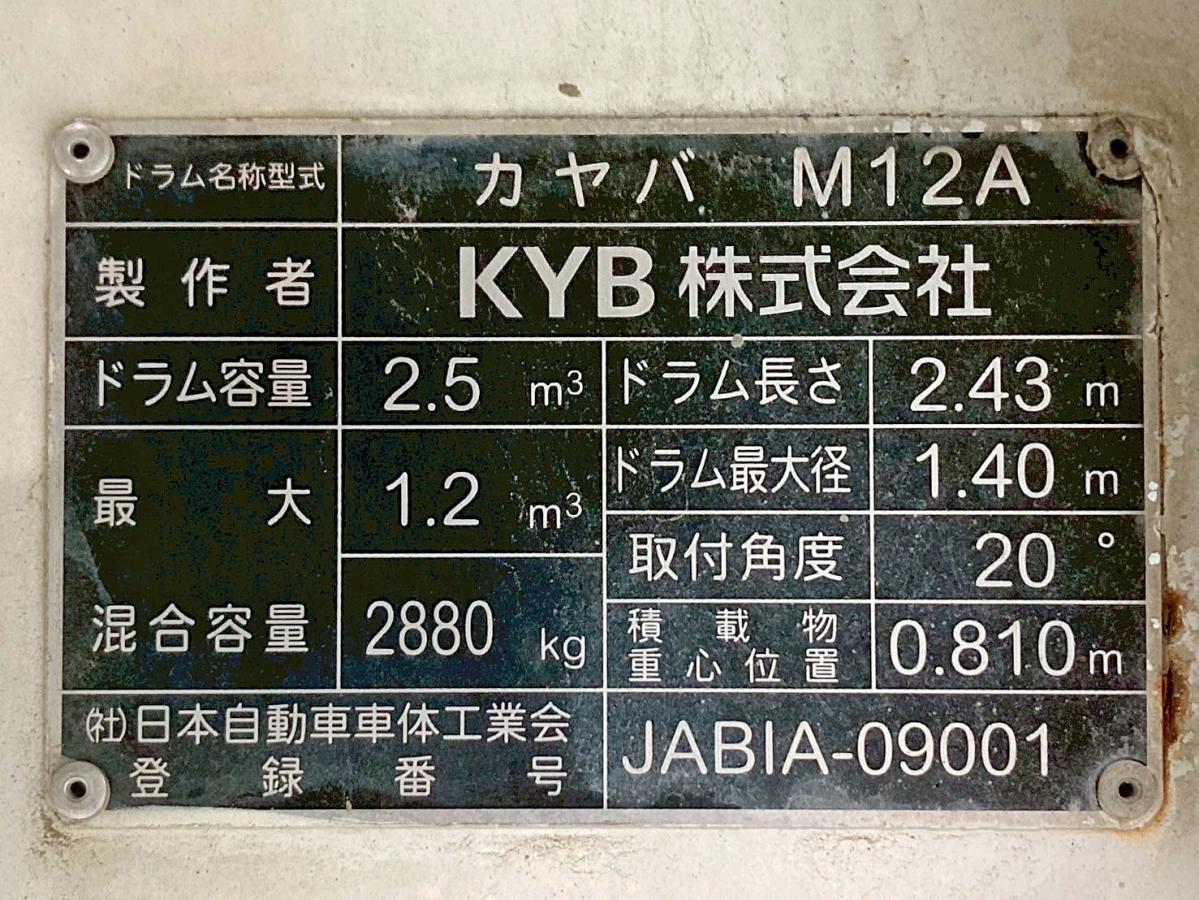 ドラム名称型式 カヤバ M12A
製作者 KYB株式会社
ドラム容量 2.5 m³ ドラム長さ 2.43 m
最大混合容量 1.2 m³ 2880 kg
ドラム最大径 1.40 m
取付角度 20 °
積載物重心位置 0.810 m
㈳日本自動車車体工業会
登録番号 JABIA-09001